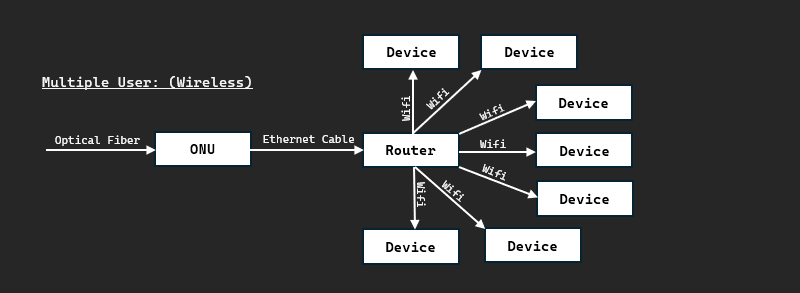 Device
Device
Multiple User: (Wireless)
Wifi
Wifi
Device
Wifi
Optical Fiber
ONU
Ethernet Cable
Router
Wifi
Device
Wifi
Wifi
Wifi
Device
Device
Device